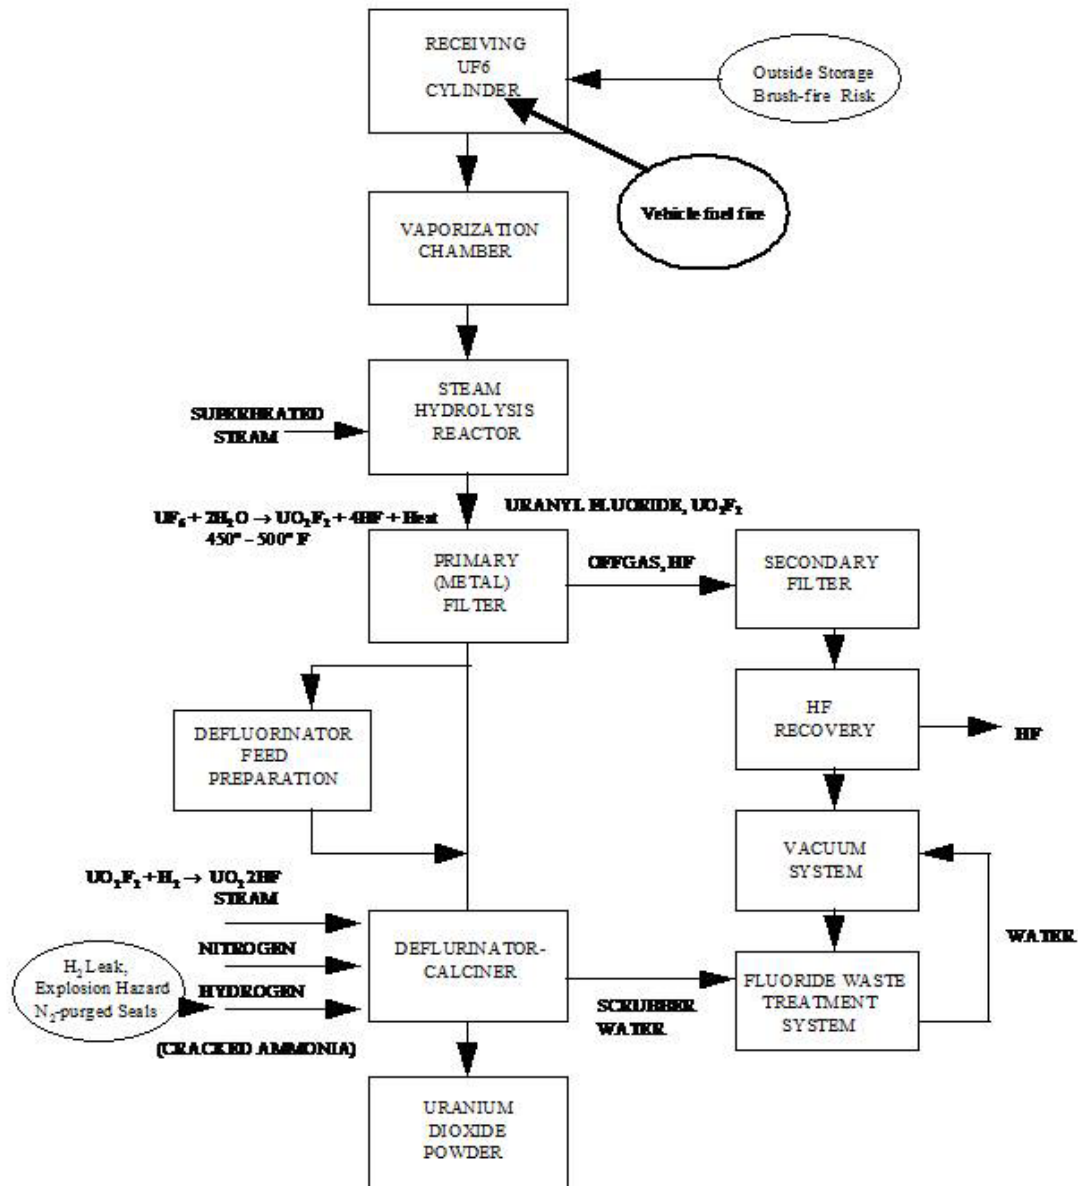 RECEIVING
UF6
CYLINDER
Outside Storage
Brush-fire Risk
Vehicle fuel fire
VAPORIZATION
CHAMBER
STEAM
HYDROLYSIS
REACTOR
SUPERHEATED
STEAM
UF₆ + 2H₂O → UO₂F₂ + 4HF + Heat
450° – 500° F
URANYL FLUORIDE, UO₂F₂
PRIMARY
(METAL)
FILTER
OFFGAS, HF
SECONDARY
FILTER
HF
RECOVERY
HF
DEFLUORINATOR
FEED
PREPARATION
VACUUM
SYSTEM
WATER
UO₂F₂ + H₂ → UO₂ 2HF
STEAM
NITROGEN
HYDROGEN
(CRACKED AMMONIA)
H₂ Leak,
Explosion Hazard
N₂-purged Seals
DEFLURINATOR-
CALCINER
SCRUBBER
WATER
FLUORIDE WASTE
TREATMENT
SYSTEM
URANIUM
DIOXIDE
POWDER